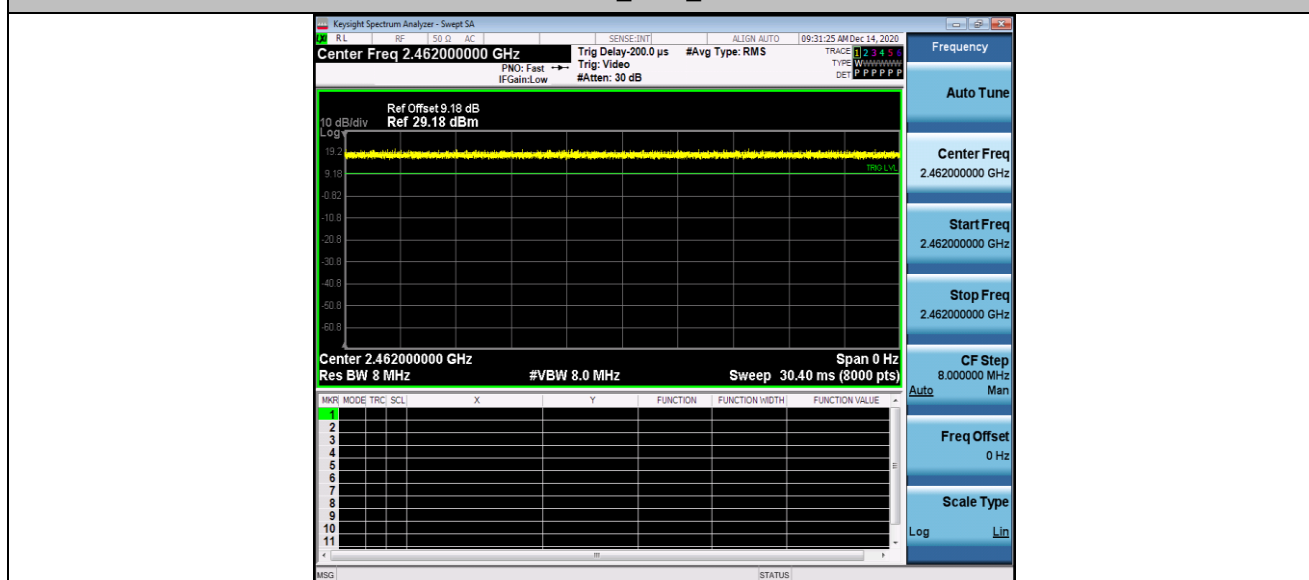 Keysight Spectrum Analyzer - Swept SA
RL RF 50 Ω AC SENSE:INT ALIGN AUTO 09:31:25 AM Dec 14, 2020
Center Freq 2.462000000 GHz
PNO: Fast
IFGain:Low
Trig Delay-200.0 µs
Trig: Video
#Atten: 30 dB
#Avg Type: RMS
TRACE 1 2 3 4 5 6
TYPE WWWWWW
DET P P P P P P
Ref Offset 9.18 dB
10 dB/div Ref 29.18 dBm
Log
19.2
9.18
TRIG LVL
-0.82
-10.8
-20.8
-30.8
-40.8
-50.8
-60.8
Center 2.462000000 GHz Span 0 Hz
Res BW 8 MHz #VBW 8.0 MHz Sweep 30.40 ms (8000 pts)
MKR MODE TRC SCL X Y FUNCTION FUNCTION WIDTH FUNCTION VALUE
1
2
3
4
5
6
7
8
9
10
11
MSG STATUS
Frequency
Auto Tune
Center Freq
2.462000000 GHz
Start Freq
2.462000000 GHz
Stop Freq
2.462000000 GHz
CF Step
8.000000 MHz
Auto Man
Freq Offset
0 Hz
Scale Type
Log Lin